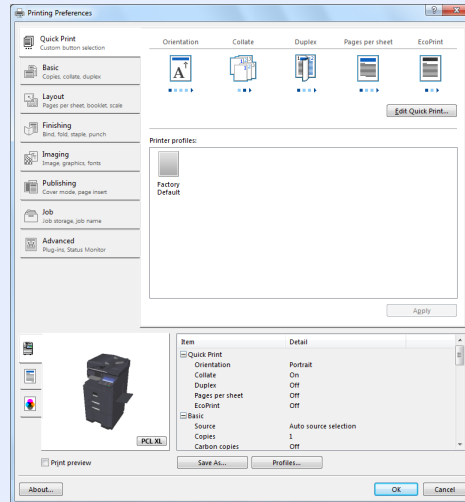 Printing Preferences
Quick Print
Custom button selection
Basic
Copies, collate, duplex
Layout
Pages per sheet, booklet, scale
Finishing
Bind, fold, staple, punch
Imaging
Image, graphics, fonts
Publishing
Cover mode, page insert
Job
Job storage, job name
Advanced
Plug-ins, Status Monitor
Orientation Collate Duplex Pages per sheet EcoPrint
A
Edit Quick Print...
Printer profiles:
Factory
Default
Apply
Item Detail
Quick Print
Orientation Portrait
Collate On
Duplex Off
Pages per sheet Off
EcoPrint Off
Basic
Source Auto source selection
Copies 1
Carbon copies Off
PCL XL
Print preview
Save As... Profiles...
About... OK Cancel